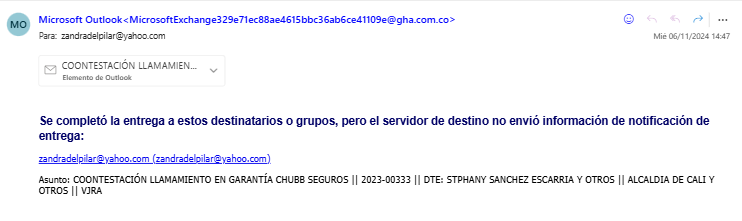 MO
Microsoft Outlook<MicrosoftExchange329e71ec88ae4615bbc36ab6ce41109e@gha.com.co>
Para: zandradelpilar@yahoo.com
Mié 06/11/2024 14:47
COONTESTACIÓN LLAMAMIEN...
Elemento de Outlook
Se completó la entrega a estos destinatarios o grupos, pero el servidor de destino no envió información de notificación de
entrega:
zandradelpilar@yahoo.com (zandradelpilar@yahoo.com)
Asunto: COONTESTACIÓN LLAMAMIENTO EN GARANTÍA CHUBB SEGUROS || 2023-00333 || DTE: STPHANY SANCHEZ ESCARRIA Y OTROS || ALCALDIA DE CALI Y
OTROS || VJRA